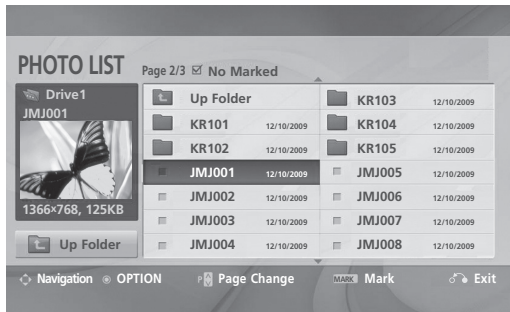 PHOTO LIST Page 2/3 No Marked
Drive1
JMJ001
1366×768, 125KB
Up Folder
Up Folder
KR101 12/10/2009
KR102 12/10/2009
JMJ001 12/10/2009
JMJ002 12/10/2009
JMJ003 12/10/2009
JMJ004 12/10/2009
KR103 12/10/2009
KR104 12/10/2009
KR105 12/10/2009
JMJ005 12/10/2009
JMJ006 12/10/2009
JMJ007 12/10/2009
JMJ008 12/10/2009
Navigation OPTION P Page Change MARK Mark Exit